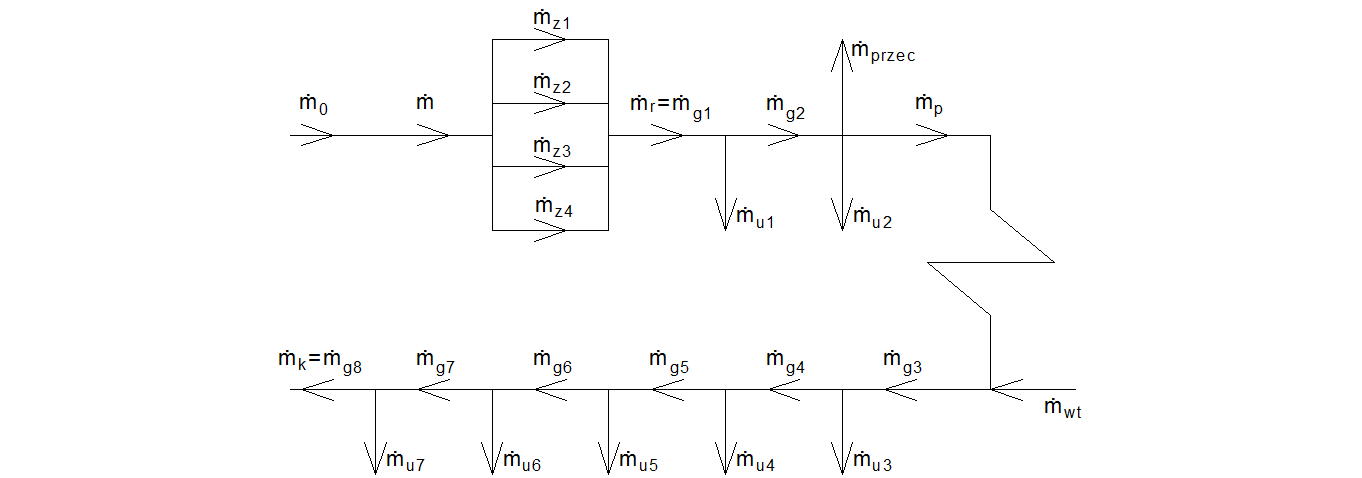 ṁz1
ṁz2
ṁz3
ṁz4
ṁ0
ṁ
ṁr=ṁg1
ṁg2
ṁprzec
ṁp
ṁu1
ṁu2
ṁk=ṁg8
ṁg7
ṁg6
ṁg5
ṁg4
ṁg3
ṁwt
ṁu7
ṁu6
ṁu5
ṁu4
ṁu3